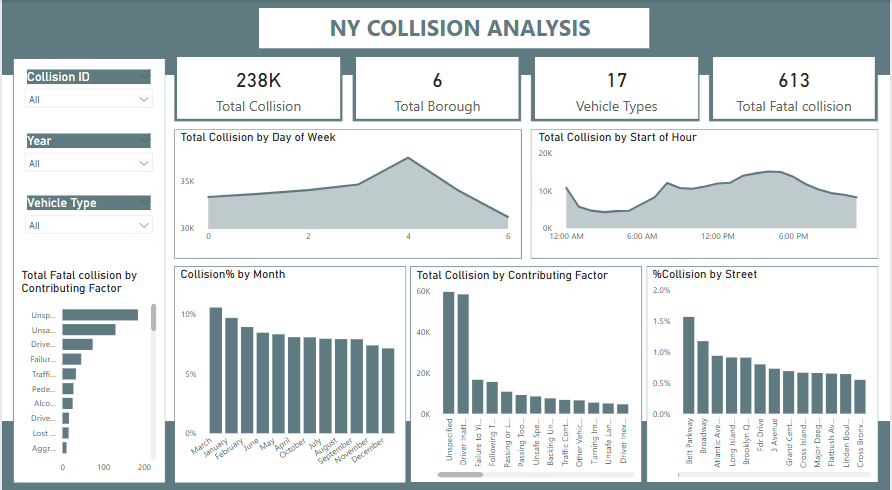 NY COLLISION ANALYSIS
Collision ID
All
Year
All
Vehicle Type
All
238K
Total Collision
6
Total Borough
17
Vehicle Types
613
Total Fatal collision
Total Collision by Day of Week
35K
30K
0
2
4
6
Total Collision by Start of Hour
20K
10K
0K
12:00 AM
6:00 AM
12:00 PM
6:00 PM
Total Fatal collision by
Contributing Factor
Unsp...
Unsa...
Drive...
Failur...
Traffi...
Pede...
Alco...
Drive...
Lost ...
Aggr...
0
100
200
Collision% by Month
10%
5%
0%
March
January
February
June
May
April
October
July
August
September
November
December
Total Collision by Contributing Factor
60K
40K
20K
0K
Unspecified
Driver Inatt...
Failure to Yi...
Following T...
Passing or L...
Passing Too...
Unsafe Spe...
Backing Un...
Traffic Cont...
Other Vehic...
Turning Im...
Unsafe Lan...
Driver Inex...
%Collision by Street
2.0%
1.5%
1.0%
0.5%
0.0%
Belt Parkway
Broadway
Atlantic Ave...
Long Island...
Brooklyn Q...
Fdr Drive
3 Avenue
Grand Cent...
Cross Island...
Major Deeg...
Flatbush Av...
Linden Boul...
Cross Bronx...